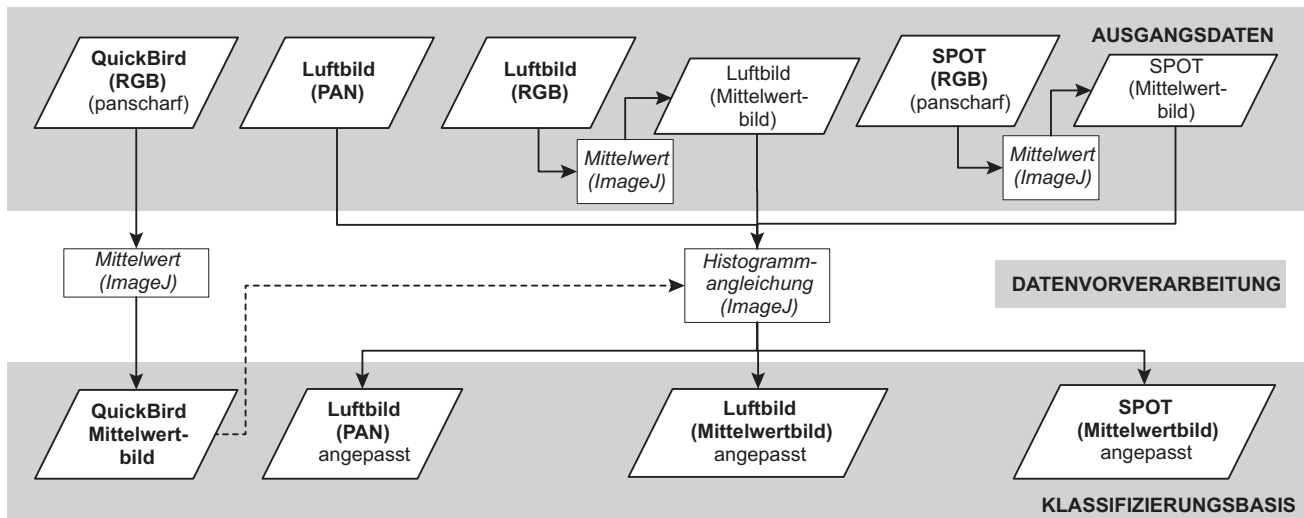 AUSGANGSDATEN
QuickBird
(RGB)
(panscharf)
Luftbild
(PAN)
Luftbild
(RGB)
Mittelwert
(ImageJ)
Luftbild
(Mittelwert-
bild)
SPOT
(RGB)
(panscharf)
Mittelwert
(ImageJ)
SPOT
(Mittelwert-
bild)
Mittelwert
(ImageJ)
Histogramm-
angleichung
(ImageJ)
DATENVORVERARBEITUNG
QuickBird
Mittelwert-
bild
Luftbild
(PAN)
angepasst
Luftbild
(Mittelwertbild)
angepasst
SPOT
(Mittelwertbild)
angepasst
KLASSIFIZIERUNGSBASIS